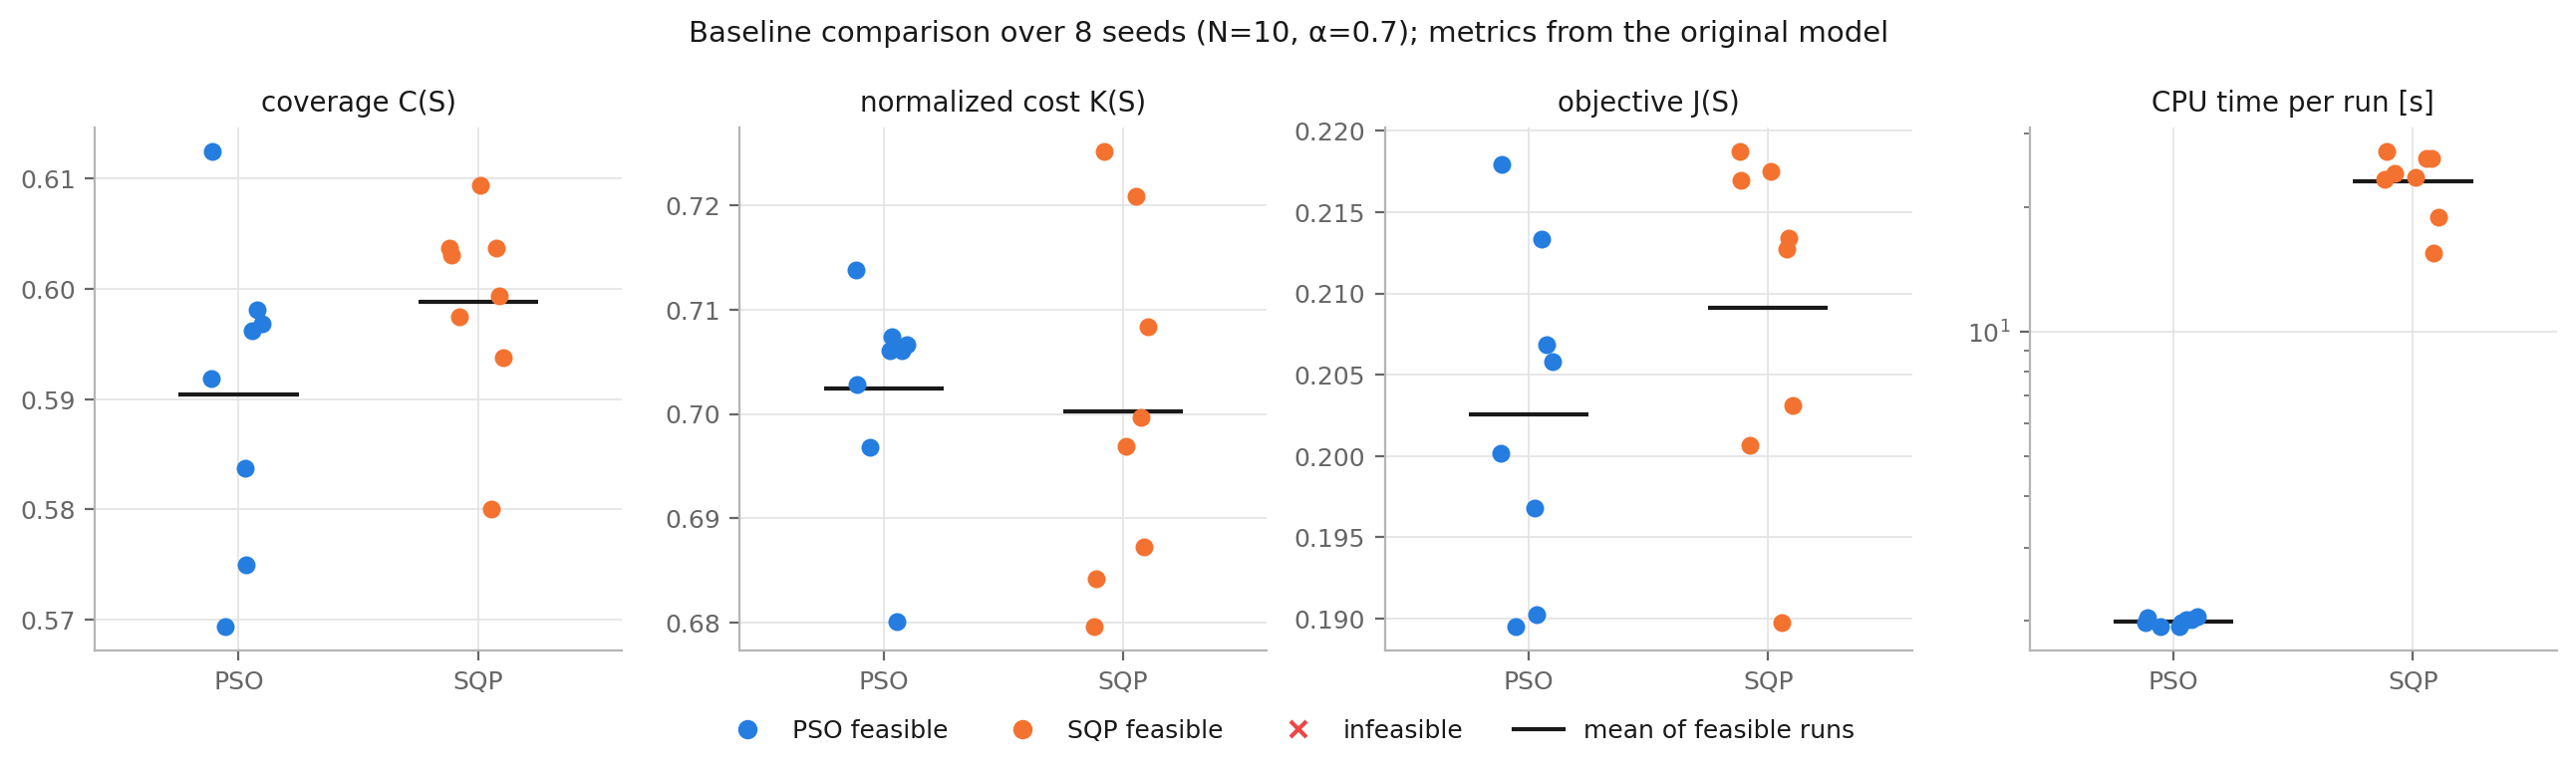 Baseline comparison over 8 seeds (N=10, α=0.7); metrics from the original model
coverage C(S)
0.61
0.60
0.59
0.58
0.57
PSO
SQP
normalized cost K(S)
0.72
0.71
0.70
0.69
0.68
PSO
SQP
objective J(S)
0.220
0.215
0.210
0.205
0.200
0.195
0.190
PSO
SQP
CPU time per run [s]
10¹
PSO
SQP
PSO feasible
SQP feasible
infeasible
mean of feasible runs